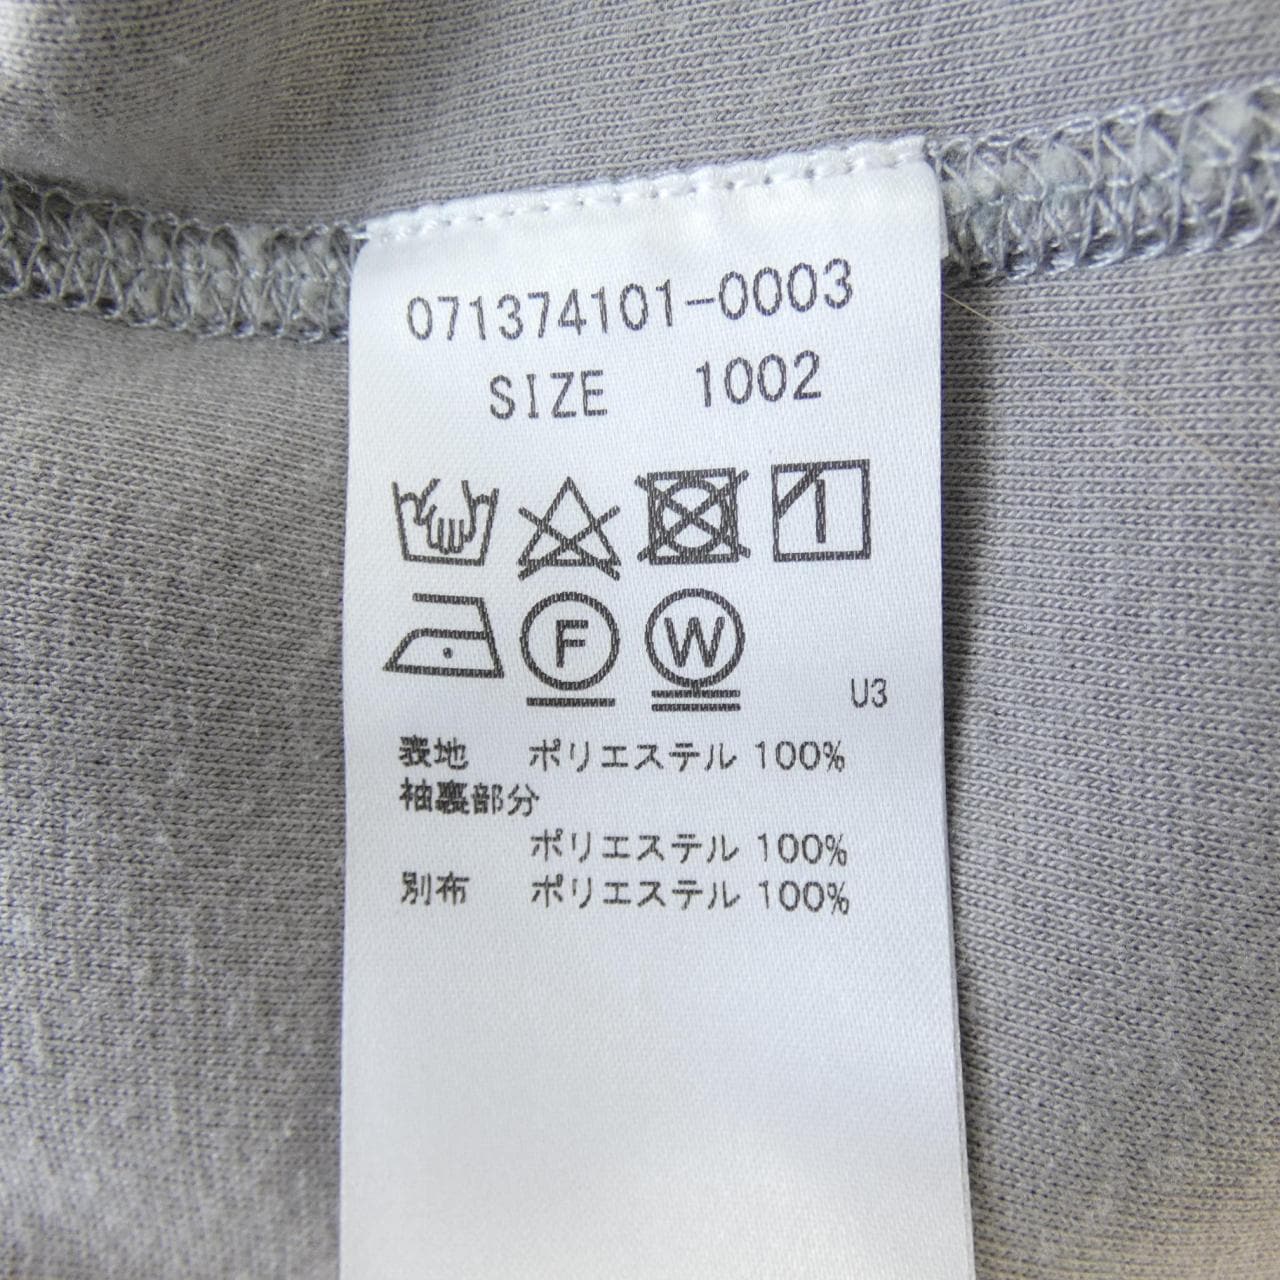 071374101-0003
SIZE 1002
F W
U3
表地 ポリエステル 100%
袖裏部分
ポリエステル 100%
別布 ポリエステル 100%